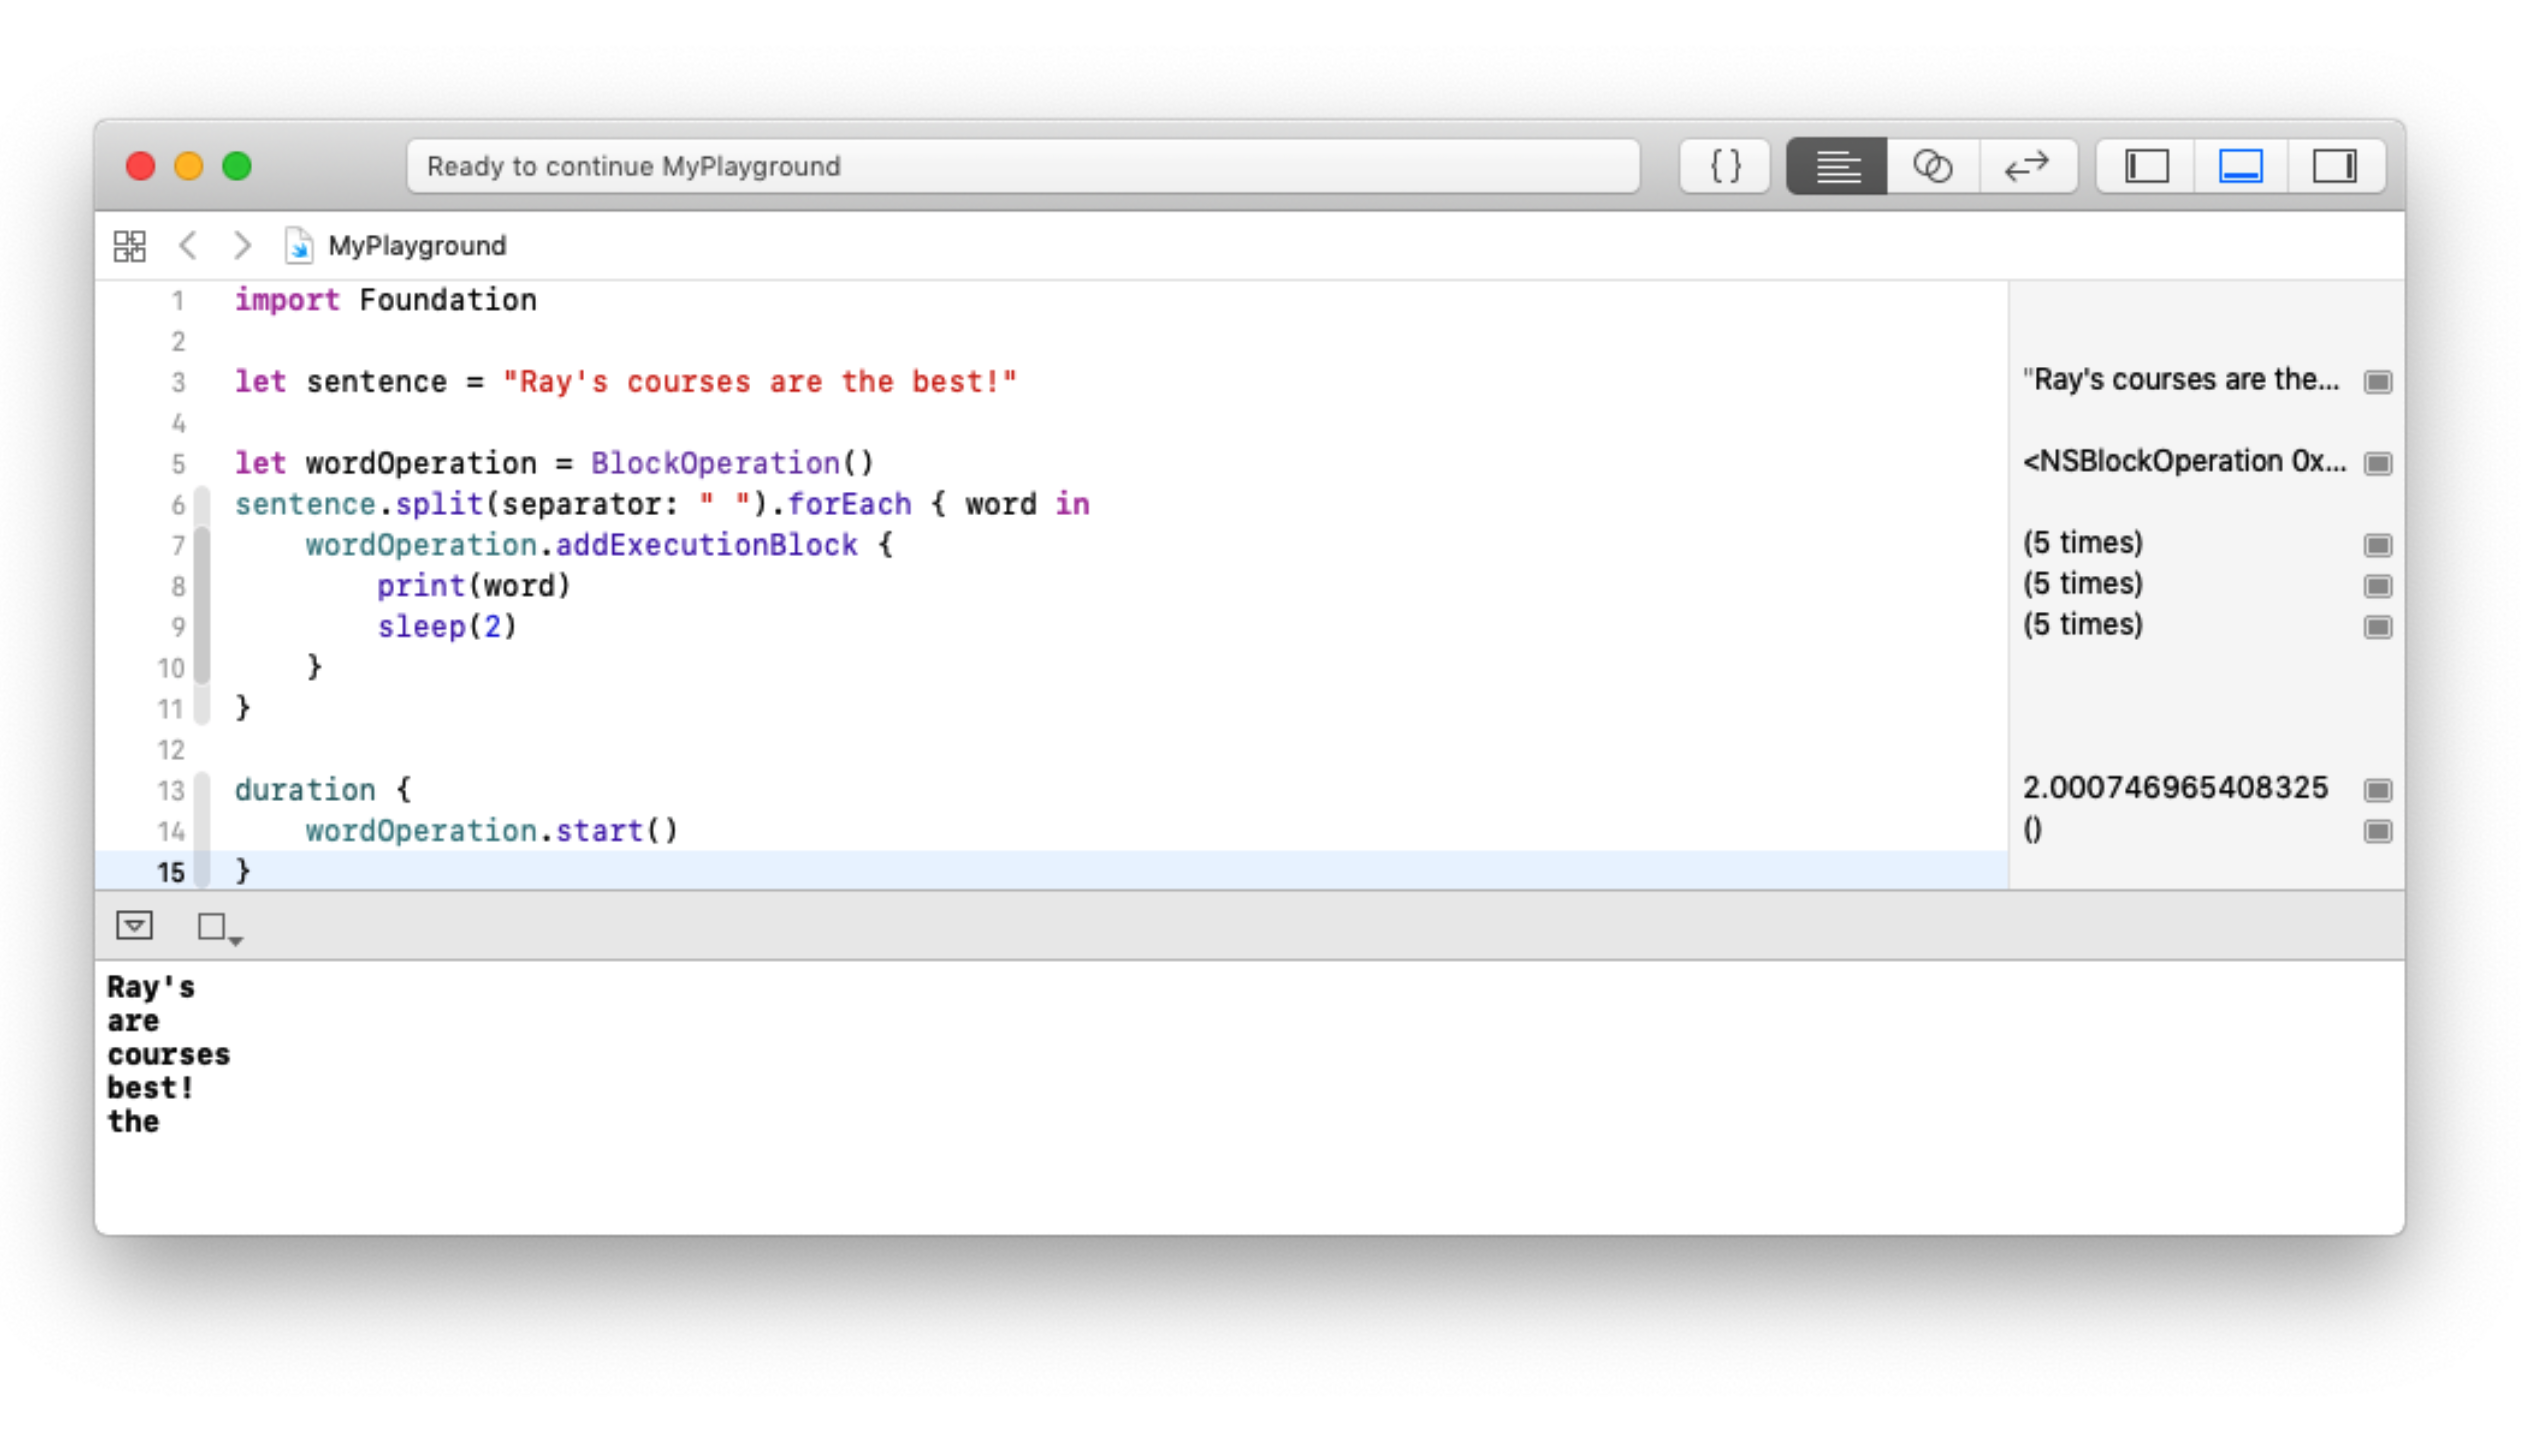 Ready to continue MyPlayground
{ }
MyPlayground
1 import Foundation
2
3 let sentence = "Ray's courses are the best!" "Ray's courses are the...
4
5 let wordOperation = BlockOperation() <NSBlockOperation 0x...
6 sentence.split(separator: " ").forEach { word in
7     wordOperation.addExecutionBlock { (5 times)
8         print(word) (5 times)
9         sleep(2) (5 times)
10     }
11 }
12
13 duration { 2.000746965408325
14     wordOperation.start() ()
15 }
Ray's
are
courses
best!
the